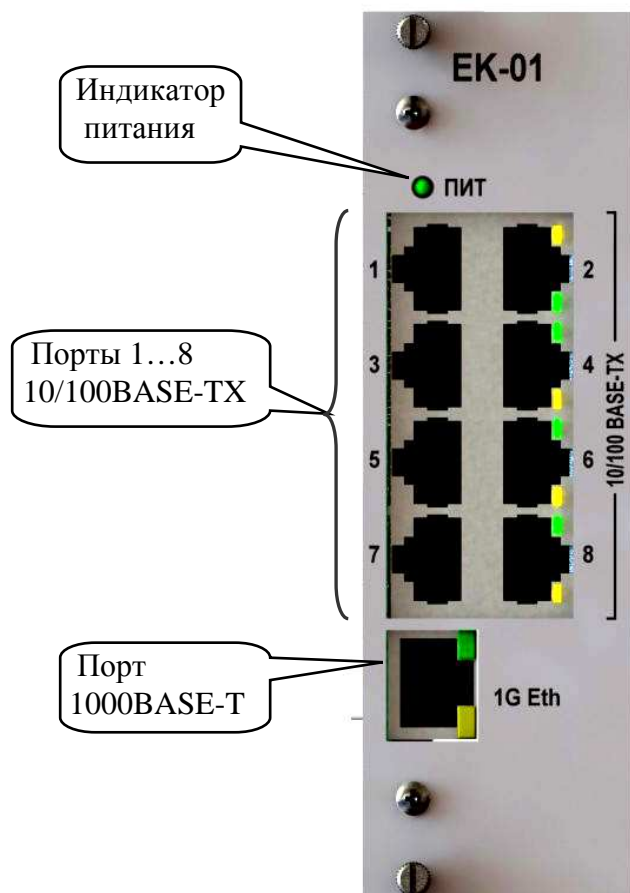 EK-01
Индикатор
питания
ПИТ
1
2
3
4
Порты 1…8
10/100BASE-TX
5
6
7
8
10/100 BASE-TX
Порт
1000BASE-T
1G Eth